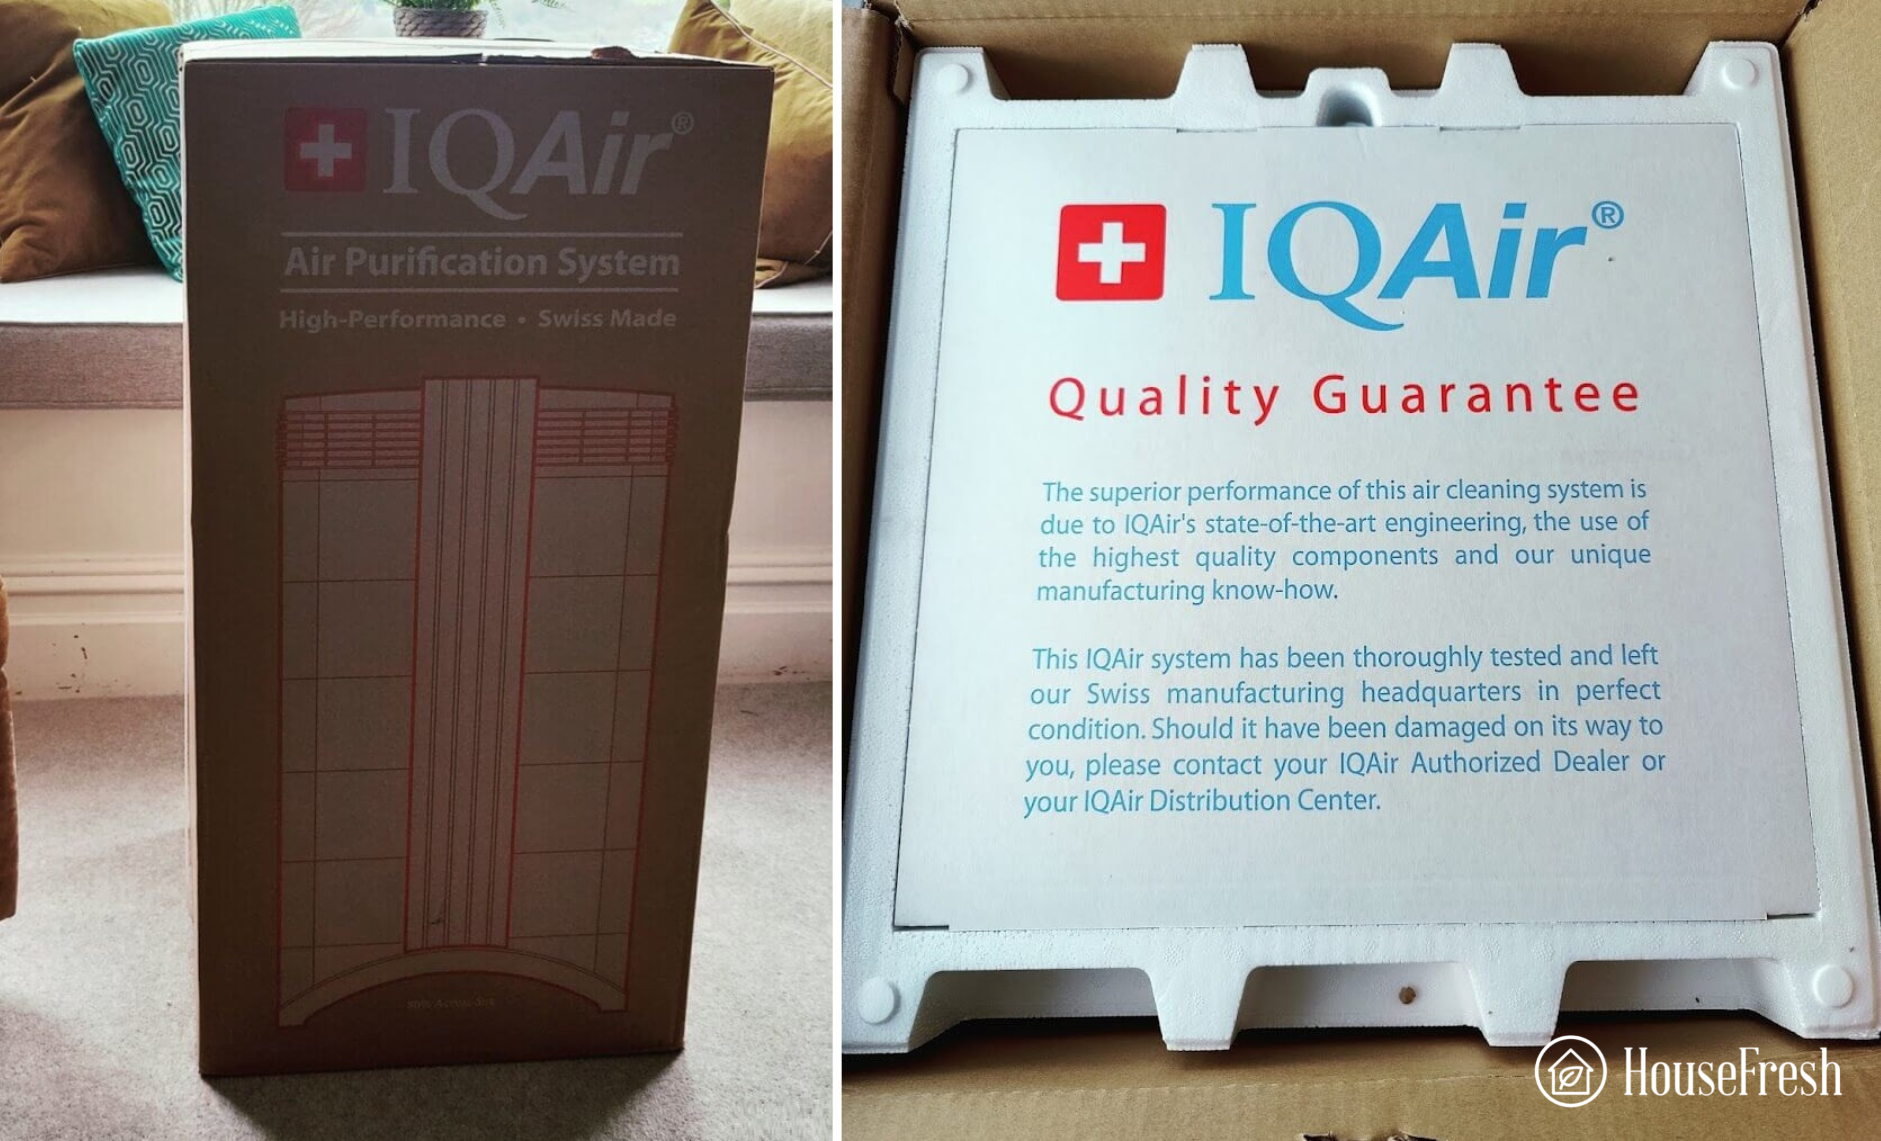 IQAir®
Air Purification System
High-Performance • Swiss Made
80% Actual Size
IQAir®
Quality Guarantee
The superior performance of this air cleaning system is
due to IQAir's state-of-the-art engineering, the use of
the highest quality components and our unique
manufacturing know-how.
This IQAir system has been thoroughly tested and left
our Swiss manufacturing headquarters in perfect
condition. Should it have been damaged on its way to
you, please contact your IQAir Authorized Dealer or
your IQAir Distribution Center.
HouseFresh